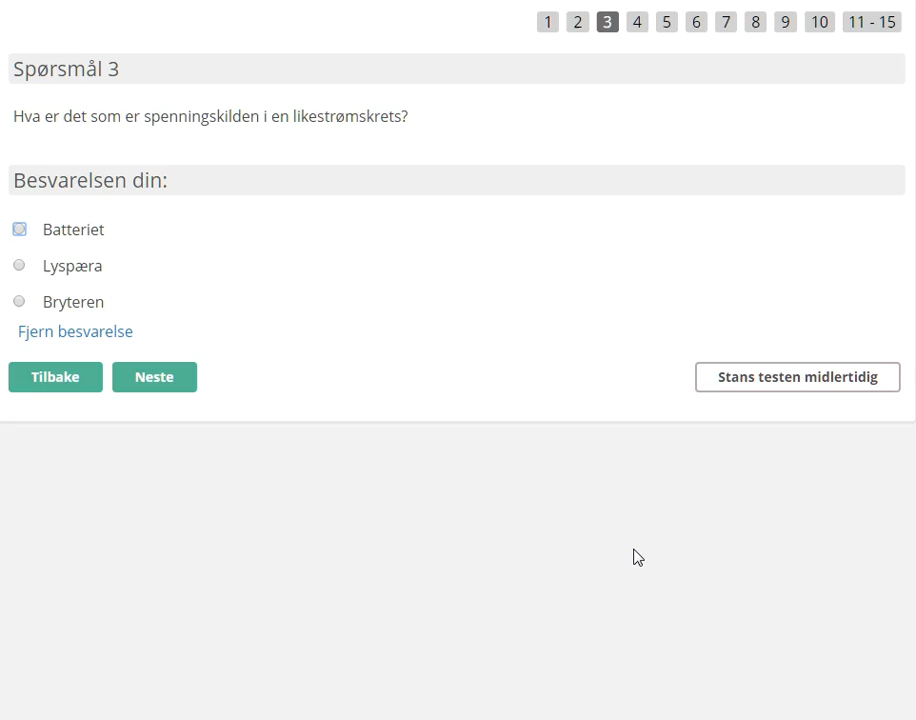 1 2 3 4 5 6 7 8 9 10 11 - 15
Spørsmål 3
Hva er det som er spenningskilden i en likestrømskrets?
Besvarelsen din:
Batteriet
Lyspæra
Bryteren
Fjern besvarelse
Tilbake Neste Stans testen midlertidig